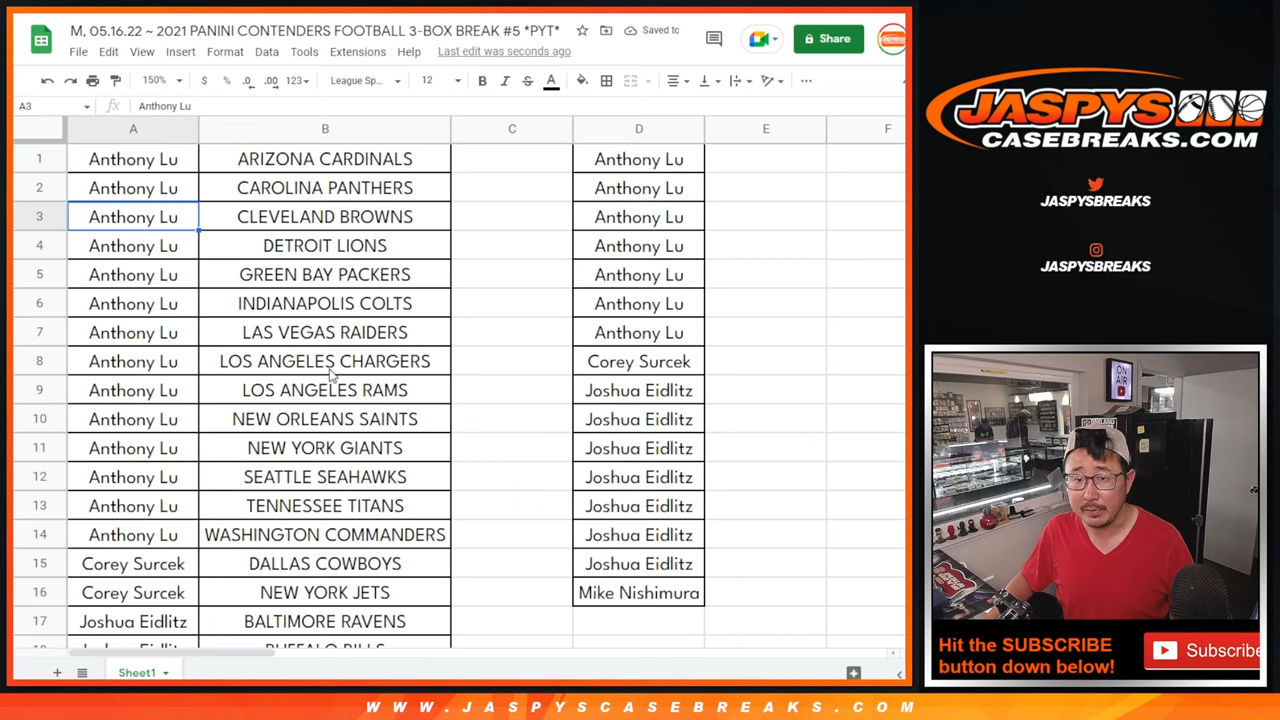 M, 05.16.22 ~ 2021 PANINI CONTENDERS FOOTBALL 3-BOX BREAK #5 *PYT*
Saved to
Share
File Edit View Insert Format Data Tools Extensions Help Last edit was seconds ago
150% $ % .0 .00 123 League Sp... 12 B I S A
A3 fx Anthony Lu
A B C D E F
1 Anthony Lu ARIZONA CARDINALS Anthony Lu
2 Anthony Lu CAROLINA PANTHERS Anthony Lu
3 Anthony Lu CLEVELAND BROWNS Anthony Lu
4 Anthony Lu DETROIT LIONS Anthony Lu
5 Anthony Lu GREEN BAY PACKERS Anthony Lu
6 Anthony Lu INDIANAPOLIS COLTS Anthony Lu
7 Anthony Lu LAS VEGAS RAIDERS Anthony Lu
8 Anthony Lu LOS ANGELES CHARGERS Corey Surcek
9 Anthony Lu LOS ANGELES RAMS Joshua Eidlitz
10 Anthony Lu NEW ORLEANS SAINTS Joshua Eidlitz
11 Anthony Lu NEW YORK GIANTS Joshua Eidlitz
12 Anthony Lu SEATTLE SEAHAWKS Joshua Eidlitz
13 Anthony Lu TENNESSEE TITANS Joshua Eidlitz
14 Anthony Lu WASHINGTON COMMANDERS Joshua Eidlitz
15 Corey Surcek DALLAS COWBOYS Joshua Eidlitz
16 Corey Surcek NEW YORK JETS Mike Nishimura
17 Joshua Eidlitz BALTIMORE RAVENS
Sheet1
JASPYS
CASEBREAKS.COM
JASPYSBREAKS
JASPYSBREAKS
ON
AIR
Hit the SUBSCRIBE
button down below!
Subscribe
WWW.JASPYSCASEBREAKS.COM